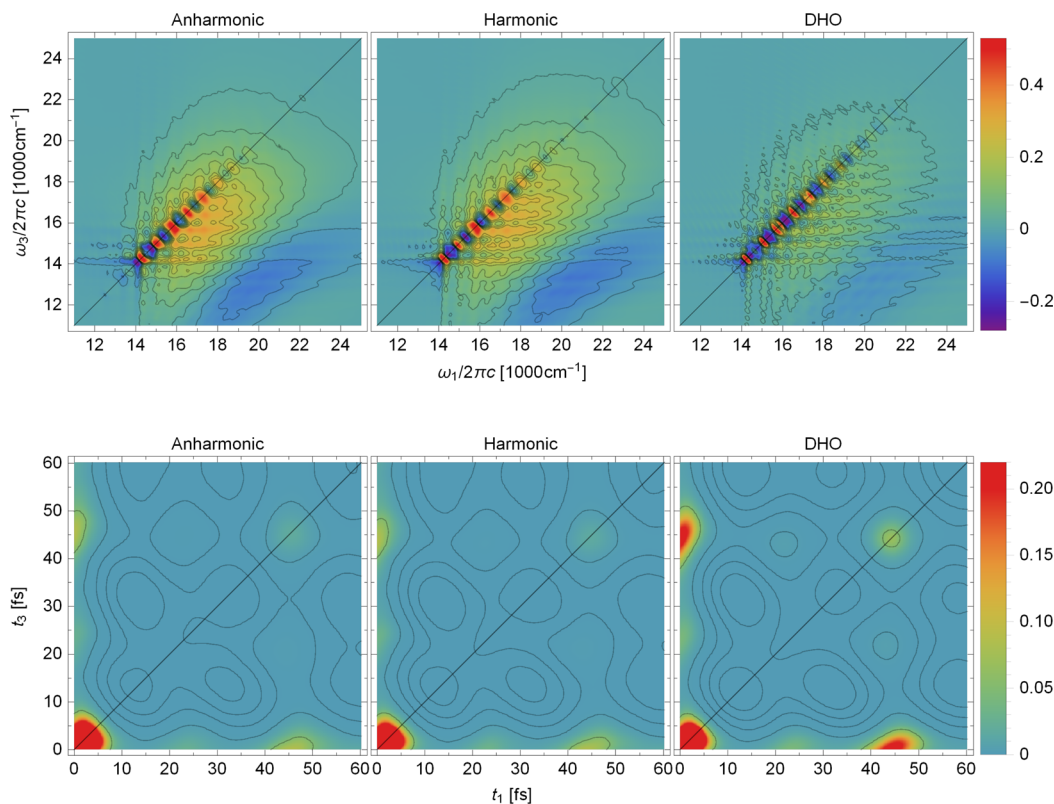 Anharmonic Harmonic DHO
24
22
20
18
16
14
12
ω₃/2πc [1000cm⁻¹]
0.4
0.2
0
−0.2
12 14 16 18 20 22 24 12 14 16 18 20 22 24 12 14 16 18 20 22 24
ω₁/2πc [1000cm⁻¹]
Anharmonic Harmonic DHO
60
50
40
30
20
10
0
t₃ [fs]
0.20
0.15
0.10
0.05
0
0 10 20 30 40 50 60 0 10 20 30 40 50 60 0 10 20 30 40 50 60
t₁ [fs]